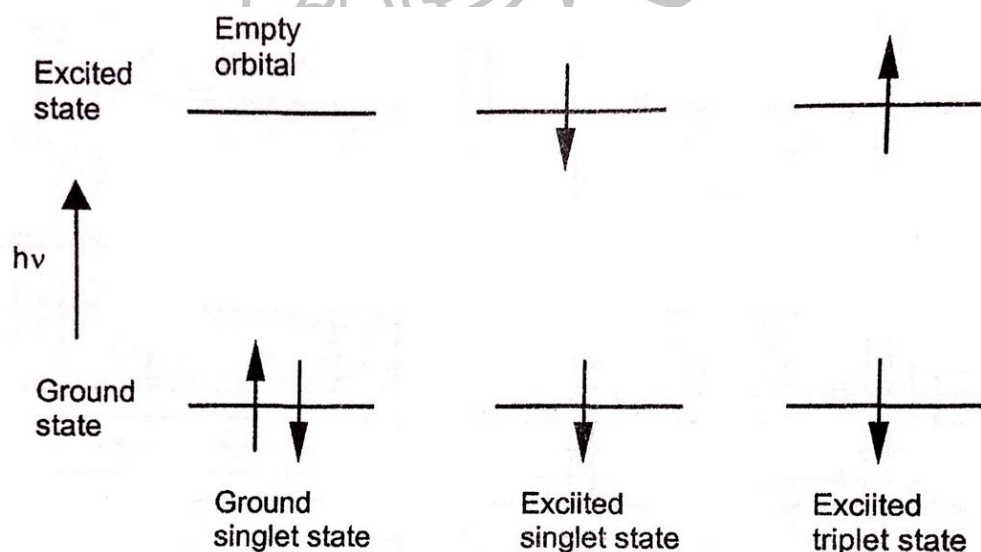 Empty
orbital
Excited
state
hν
Ground
state
Ground
singlet state
Exciited
singlet state
Exciited
triplet state